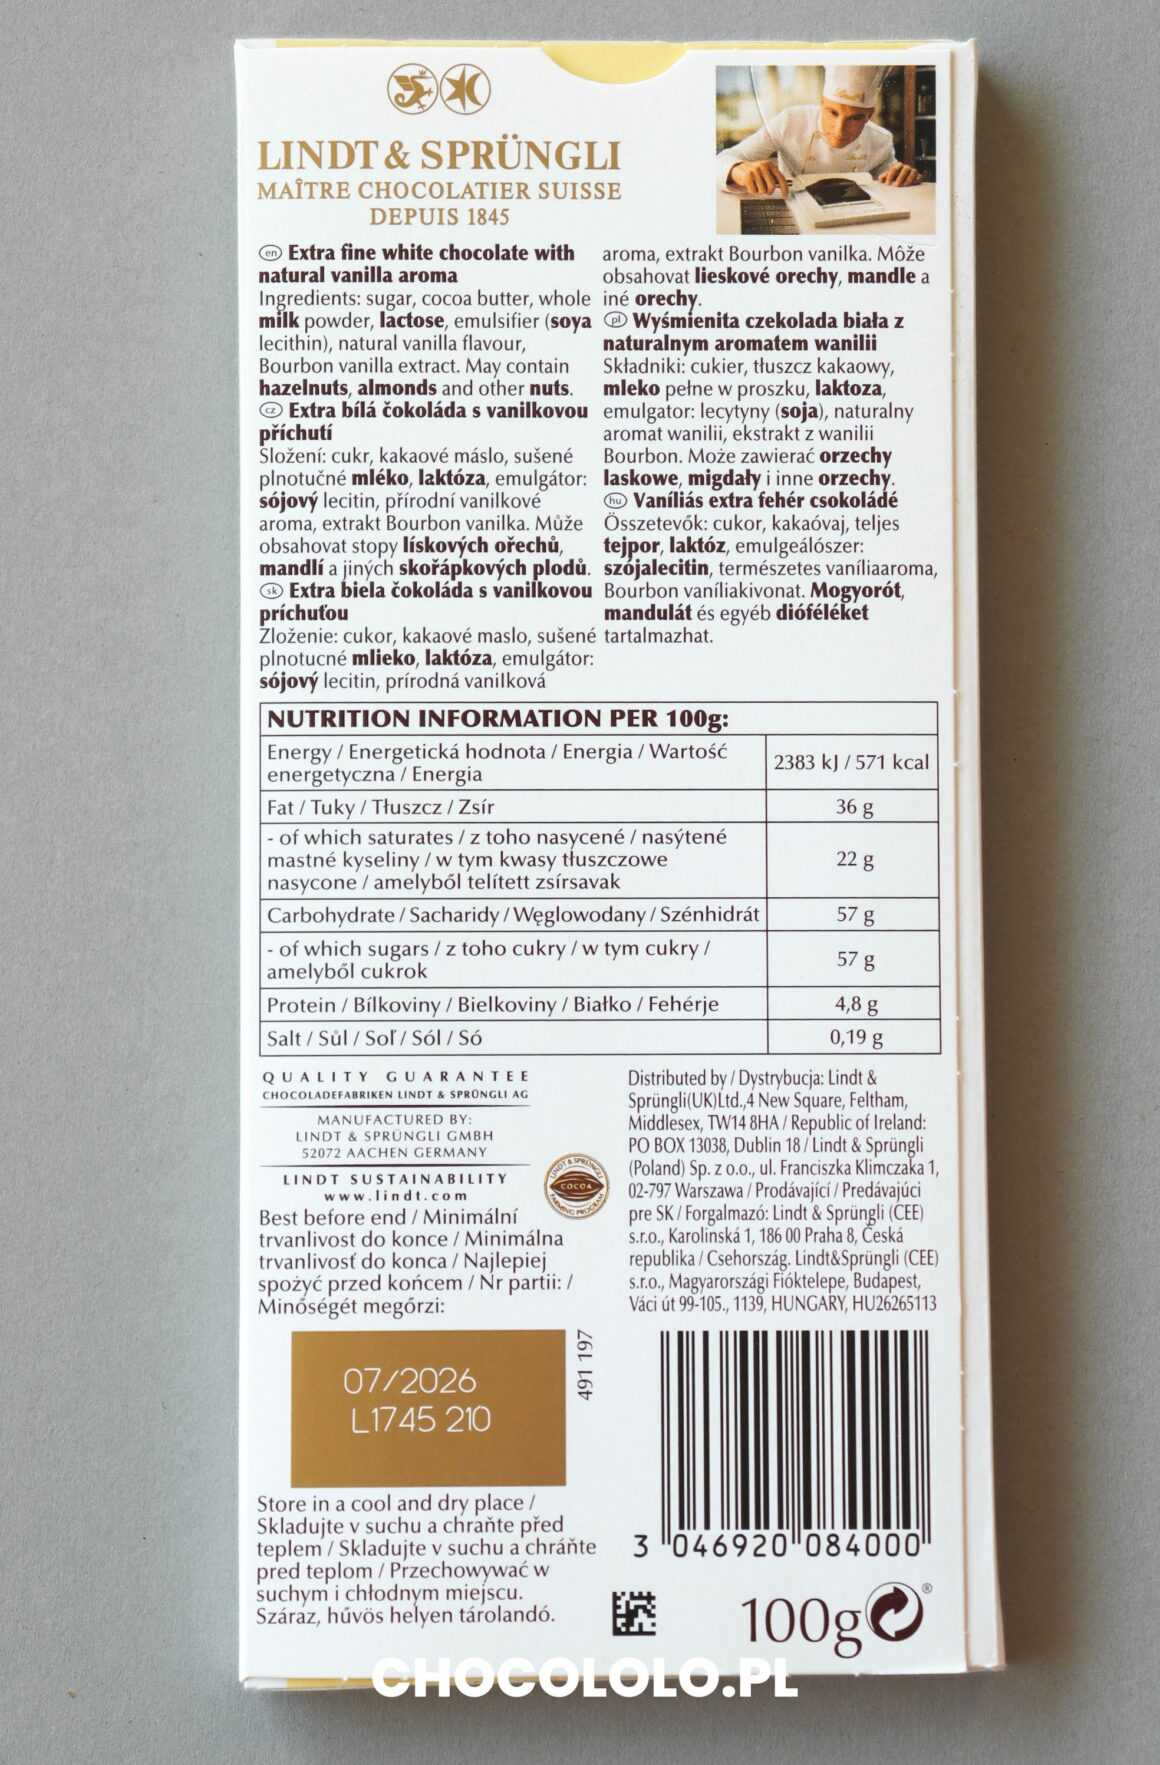 LINDT & SPRÜNGLI
MAÎTRE CHOCOLATIER SUISSE
DEPUIS 1845
en Extra fine white chocolate with
natural vanilla aroma
Ingredients: sugar, cocoa butter, whole
milk powder, lactose, emulsifier (soya
lecithin), natural vanilla flavour,
Bourbon vanilla extract. May contain
hazelnuts, almonds and other nuts.
cz Extra bílá čokoláda s vanilkovou
příchutí
Složení: cukr, kakaové máslo, sušené
plnotučné mléko, laktóza, emulgátor:
sójový lecitin, přírodní vanilkové
aroma, extrakt Bourbon vanilka. Může
obsahovat stopy lískových ořechů,
mandlí a jiných skořápkových plodů.
sk Extra biela čokoláda s vanilkovou
príchuťou
Zloženie: cukor, kakaové maslo, sušené
plnotucné mlieko, laktóza, emulgátor:
sójový lecitin, prírodná vanilková
aroma, extrakt Bourbon vanilka. Môže
obsahovat lieskové orechy, mandle a
iné orechy.
pl Wyśmienita czekolada biała z
naturalnym aromatem wanilii
Składniki: cukier, tłuszcz kakaowy,
mleko pełne w proszku, laktoza,
emulgator: lecytyny (soja), naturalny
aromat wanilii, ekstrakt z wanilii
Bourbon. Może zawierać orzechy
laskowe, migdały i inne orzechy.
hu Vaníliás extra fehér csokoládé
Összetevők: cukor, kakaóvaj, teljes
tejpor, laktóz, emulgeálószer:
szójalecitin, természetes vaníliaaroma,
Bourbon vaníliakivonat. Mogyorót,
mandulát és egyéb dióféléket
tartalmazhat.
NUTRITION INFORMATION PER 100g:
Energy / Energetická hodnota / Energia / Wartość
energetyczna / Energia
2383 kJ / 571 kcal
Fat / Tuky / Tłuszcz / Zsír
36 g
- of which saturates / z toho nasycené / nasýtené
mastné kyseliny / w tym kwasy tłuszczowe
nasycone / amelyből telített zsírsavak
22 g
Carbohydrate / Sacharidy / Węglowodany / Szénhidrát
57 g
- of which sugars / z toho cukry / w tym cukry /
amelyből cukrok
57 g
Protein / Bílkoviny / Bielkoviny / Białko / Fehérje
4,8 g
Salt / Sůl / Soľ / Sól / Só
0,19 g
QUALITY GUARANTEE
CHOCOLADEFABRIKEN LINDT & SPRÜNGLI AG
MANUFACTURED BY:
LINDT & SPRÜNGLI GMBH
52072 AACHEN GERMANY
LINDT SUSTAINABILITY
www.lindt.com
LINDT & SPRÜNGLI
COCOA
FARMING PROGRAM
Best before end / Minimální
trvanlivosť do konce / Minimálna
trvanlivosť do konca / Najlepiej
spożyć przed końcem / Nr partii: /
Minőségét megőrzi:
07/2026
L1745 210
491 197
Store in a cool and dry place /
Skladujte v suchu a chraňte před
teplem / Skladujte v suchu a chráňte
pred teplom / Przechowywać w
suchym i chłodnym miejscu.
Száraz, hűvös helyen tárolandó.
Distributed by / Dystrybucja: Lindt &
Sprüngli(UK)Ltd.,4 New Square, Feltham,
Middlesex, TW14 8HA / Republic of Ireland:
PO BOX 13038, Dublin 18 / Lindt & Sprüngli
(Poland) Sp. z o.o., ul. Franciszka Klimczaka 1,
02-797 Warszawa / Prodávající / Predávajúci
pre SK / Forgalmazó: Lindt & Sprüngli (CEE)
s.r.o., Karolinská 1, 186 00 Praha 8, Česká
republika / Csehország. Lindt&Sprüngli (CEE)
s.r.o., Magyarországi Fióktelepe, Budapest,
Váci út 99-105., 1139, HUNGARY, HU26265113
3 046920 084000
100g ®
CHOCOLOLO.PL